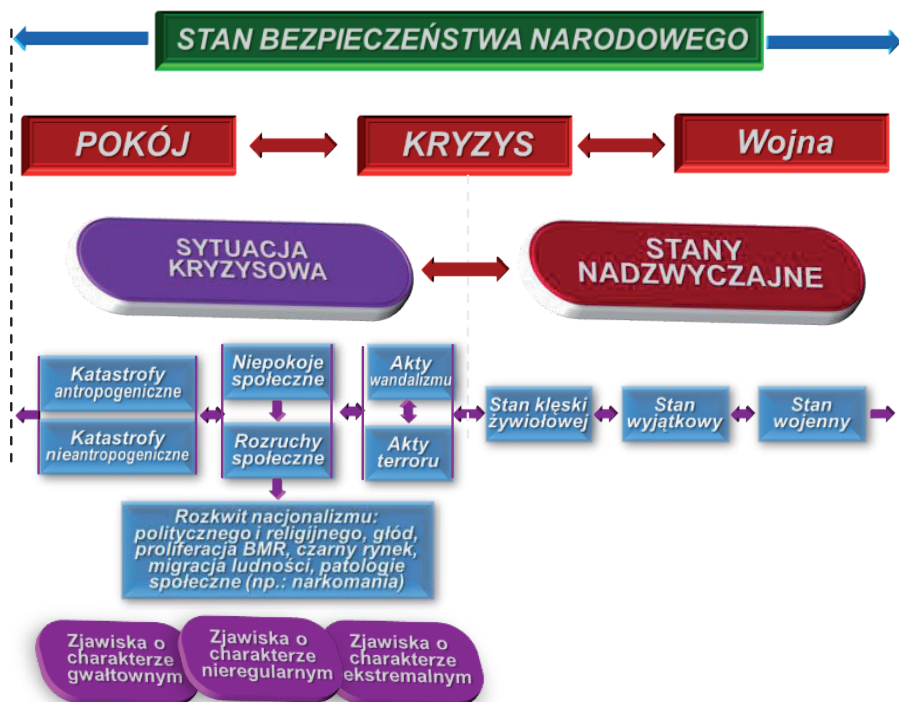 STAN BEZPIECZEŃSTWA NARODOWEGO
POKÓJ
KRYZYS
Wojna
SYTUACJA
KRYZYSOWA
STANY
NADZWYCZAJNE
Katastrofy
antropogeniczne
Katastrofy
nieantropogeniczne
Niepokoje
społeczne
Rozruchy
społeczne
Akty
wandalizmu
Akty
terroru
Stan klęski
żywiołowej
Stan
wyjątkowy
Stan
wojenny
Rozkwit nacjonalizmu:
politycznego i religijnego, głód,
proliferacja BMR, czarny rynek,
migracja ludności, patologie
społeczne (np.: narkomania)
Zjawiska o
charakterze
gwałtownym
Zjawiska o
charakterze
nieregularnym
Zjawiska o
charakterze
ekstremalnym